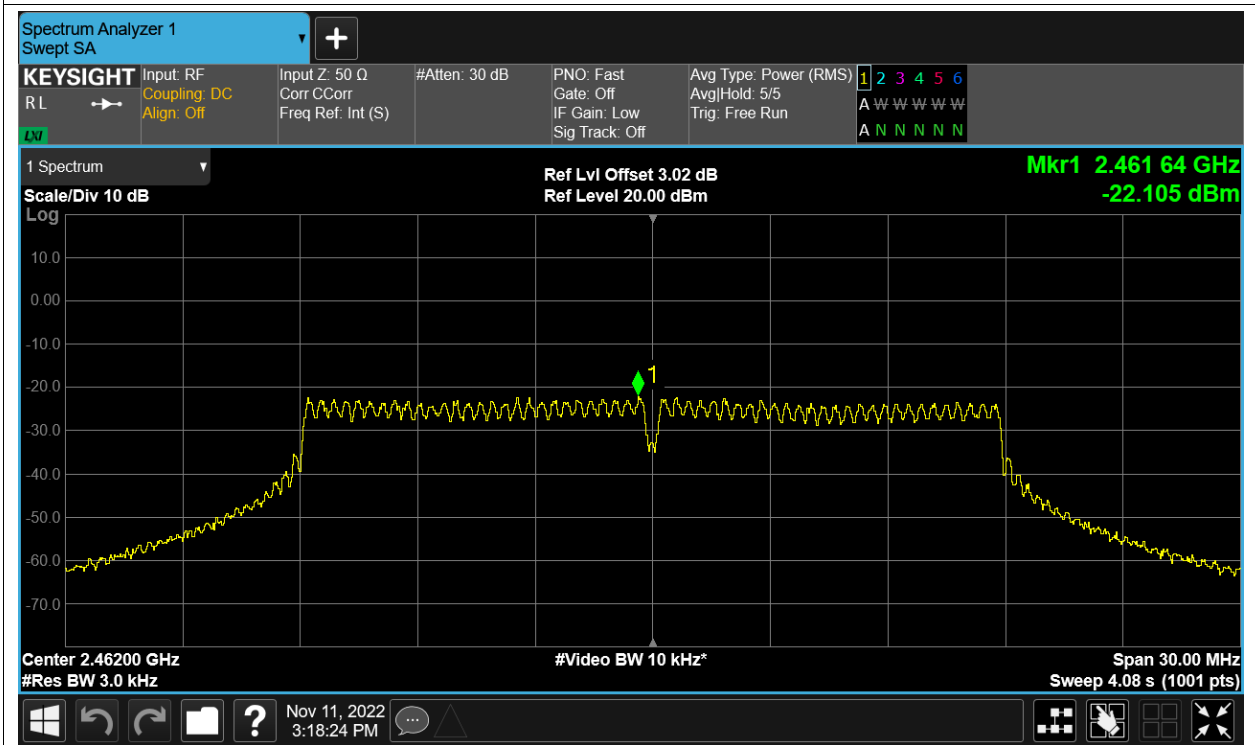 Spectrum Analyzer 1
Swept SA
KEYSIGHT
R L
LXI
Input: RF
Coupling: DC
Align: Off
Input Z: 50 Ω
Corr CCorr
Freq Ref: Int (S)
#Atten: 30 dB
PNO: Fast
Gate: Off
IF Gain: Low
Sig Track: Off
Avg Type: Power (RMS)
Avg|Hold: 5/5
Trig: Free Run
1 2 3 4 5 6
A W W W W W
A N N N N N
1 Spectrum
Scale/Div 10 dB
Log
Ref Lvl Offset 3.02 dB
Ref Level 20.00 dBm
Mkr1 2.461 64 GHz
-22.105 dBm
10.0
0.00
-10.0
-20.0
1
-30.0
-40.0
-50.0
-60.0
-70.0
Center 2.46200 GHz
#Video BW 10 kHz*
Span 30.00 MHz
#Res BW 3.0 kHz
Sweep 4.08 s (1001 pts)
?
Nov 11, 2022
3:18:24 PM